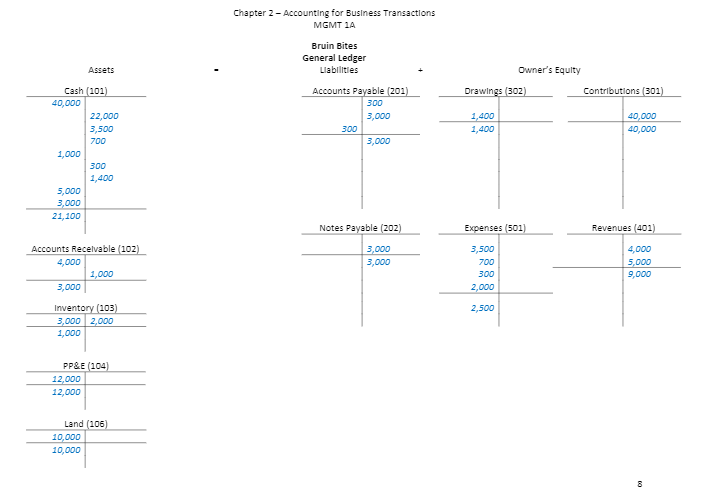 Chapter 2 – Accounting for Business Transactions
MGMT 1A
Bruin Bites
General Ledger
Assets - Liabilities + Owner's Equity
Cash (101)
40,000
22,000
3,500
700
1,000
300
1,400
5,000
3,000
21,100
Accounts Receivable (102)
4,000
1,000
3,000
Inventory (103)
3,000 2,000
1,000
PP&E (104)
12,000
12,000
Land (106)
10,000
10,000
Accounts Payable (201)
300
3,000
300
3,000
Notes Payable (202)
3,000
3,000
Drawings (302)
1,400
1,400
Expenses (501)
3,500
700
300
2,000
2,500
Contributions (301)
40,000
40,000
Revenues (401)
4,000
5,000
9,000
8